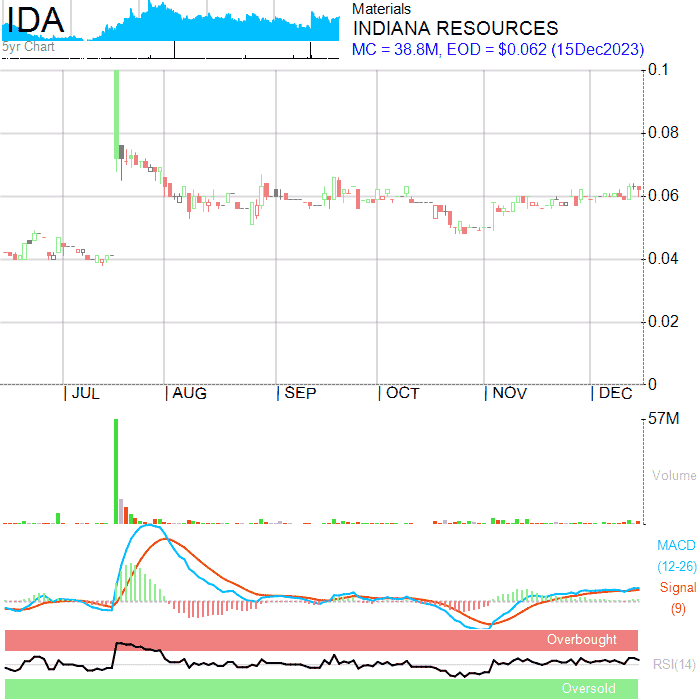 IDA
5yr Chart
Materials
INDIANA RESOURCES
MC = 38.8M, EOD = $0.062 (15Dec2023)
0.1
0.08
0.06
0.04
0.02
0
JUL AUG SEP OCT NOV DEC
57M
Volume
MACD
(12-26)
Signal
(9)
Overbought
RSI(14)
Oversold